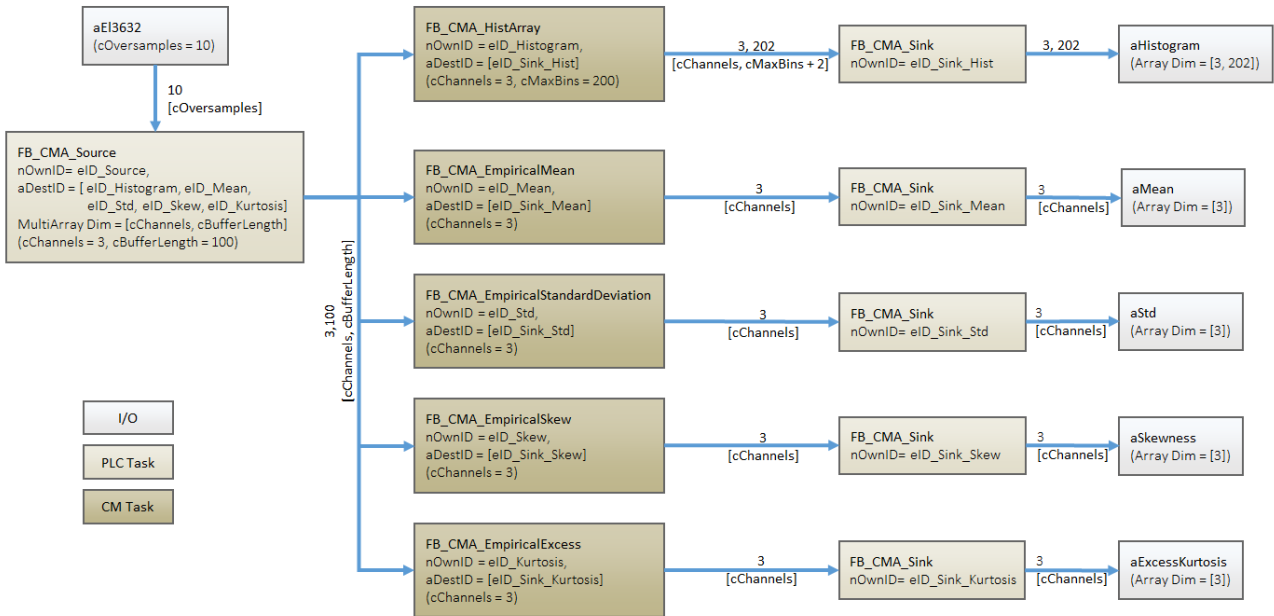 aEl3632
(cOversamples = 10)
10
[cOversamples]
FB_CMA_Source
nOwnID= eID_Source,
aDestID = [ eID_Histogram, eID_Mean,
eID_Std, eID_Skew, eID_Kurtosis]
MultiArray Dim = [cChannels, cBufferLength]
(cChannels = 3, cBufferLength = 100)
3,100
[cChannels, cBufferLength]
FB_CMA_HistArray
nOwnID = eID_Histogram,
aDestID = [eID_Sink_Hist]
(cChannels = 3, cMaxBins = 200)
3, 202
[cChannels, cMaxBins + 2]
FB_CMA_Sink
nOwnID= eID_Sink_Hist
3, 202
aHistogram
(Array Dim = [3, 202])
FB_CMA_EmpiricalMean
nOwnID = eID_Mean,
aDestID = [eID_Sink_Mean]
(cChannels = 3)
3
[cChannels]
FB_CMA_Sink
nOwnID= eID_Sink_Mean
3
[cChannels]
aMean
(Array Dim = [3])
FB_CMA_EmpiricalStandardDeviation
nOwnID = eID_Std,
aDestID = [eID_Sink_Std]
(cChannels = 3)
3
[cChannels]
FB_CMA_Sink
nOwnID= eID_Sink_Std
3
[cChannels]
aStd
(Array Dim = [3])
FB_CMA_EmpiricalSkew
nOwnID = eID_Skew,
aDestID = [eID_Sink_Skew]
(cChannels = 3)
3
[cChannels]
FB_CMA_Sink
nOwnID= eID_Sink_Skew
3
[cChannels]
aSkewness
(Array Dim = [3])
FB_CMA_EmpiricalExcess
nOwnID = eID_Kurtosis,
aDestID = [eID_Sink_Kurtosis]
(cChannels = 3)
3
[cChannels]
FB_CMA_Sink
nOwnID= eID_Sink_Kurtosis
3
[cChannels]
aExcessKurtosis
(Array Dim = [3])
I/O
PLC Task
CM Task